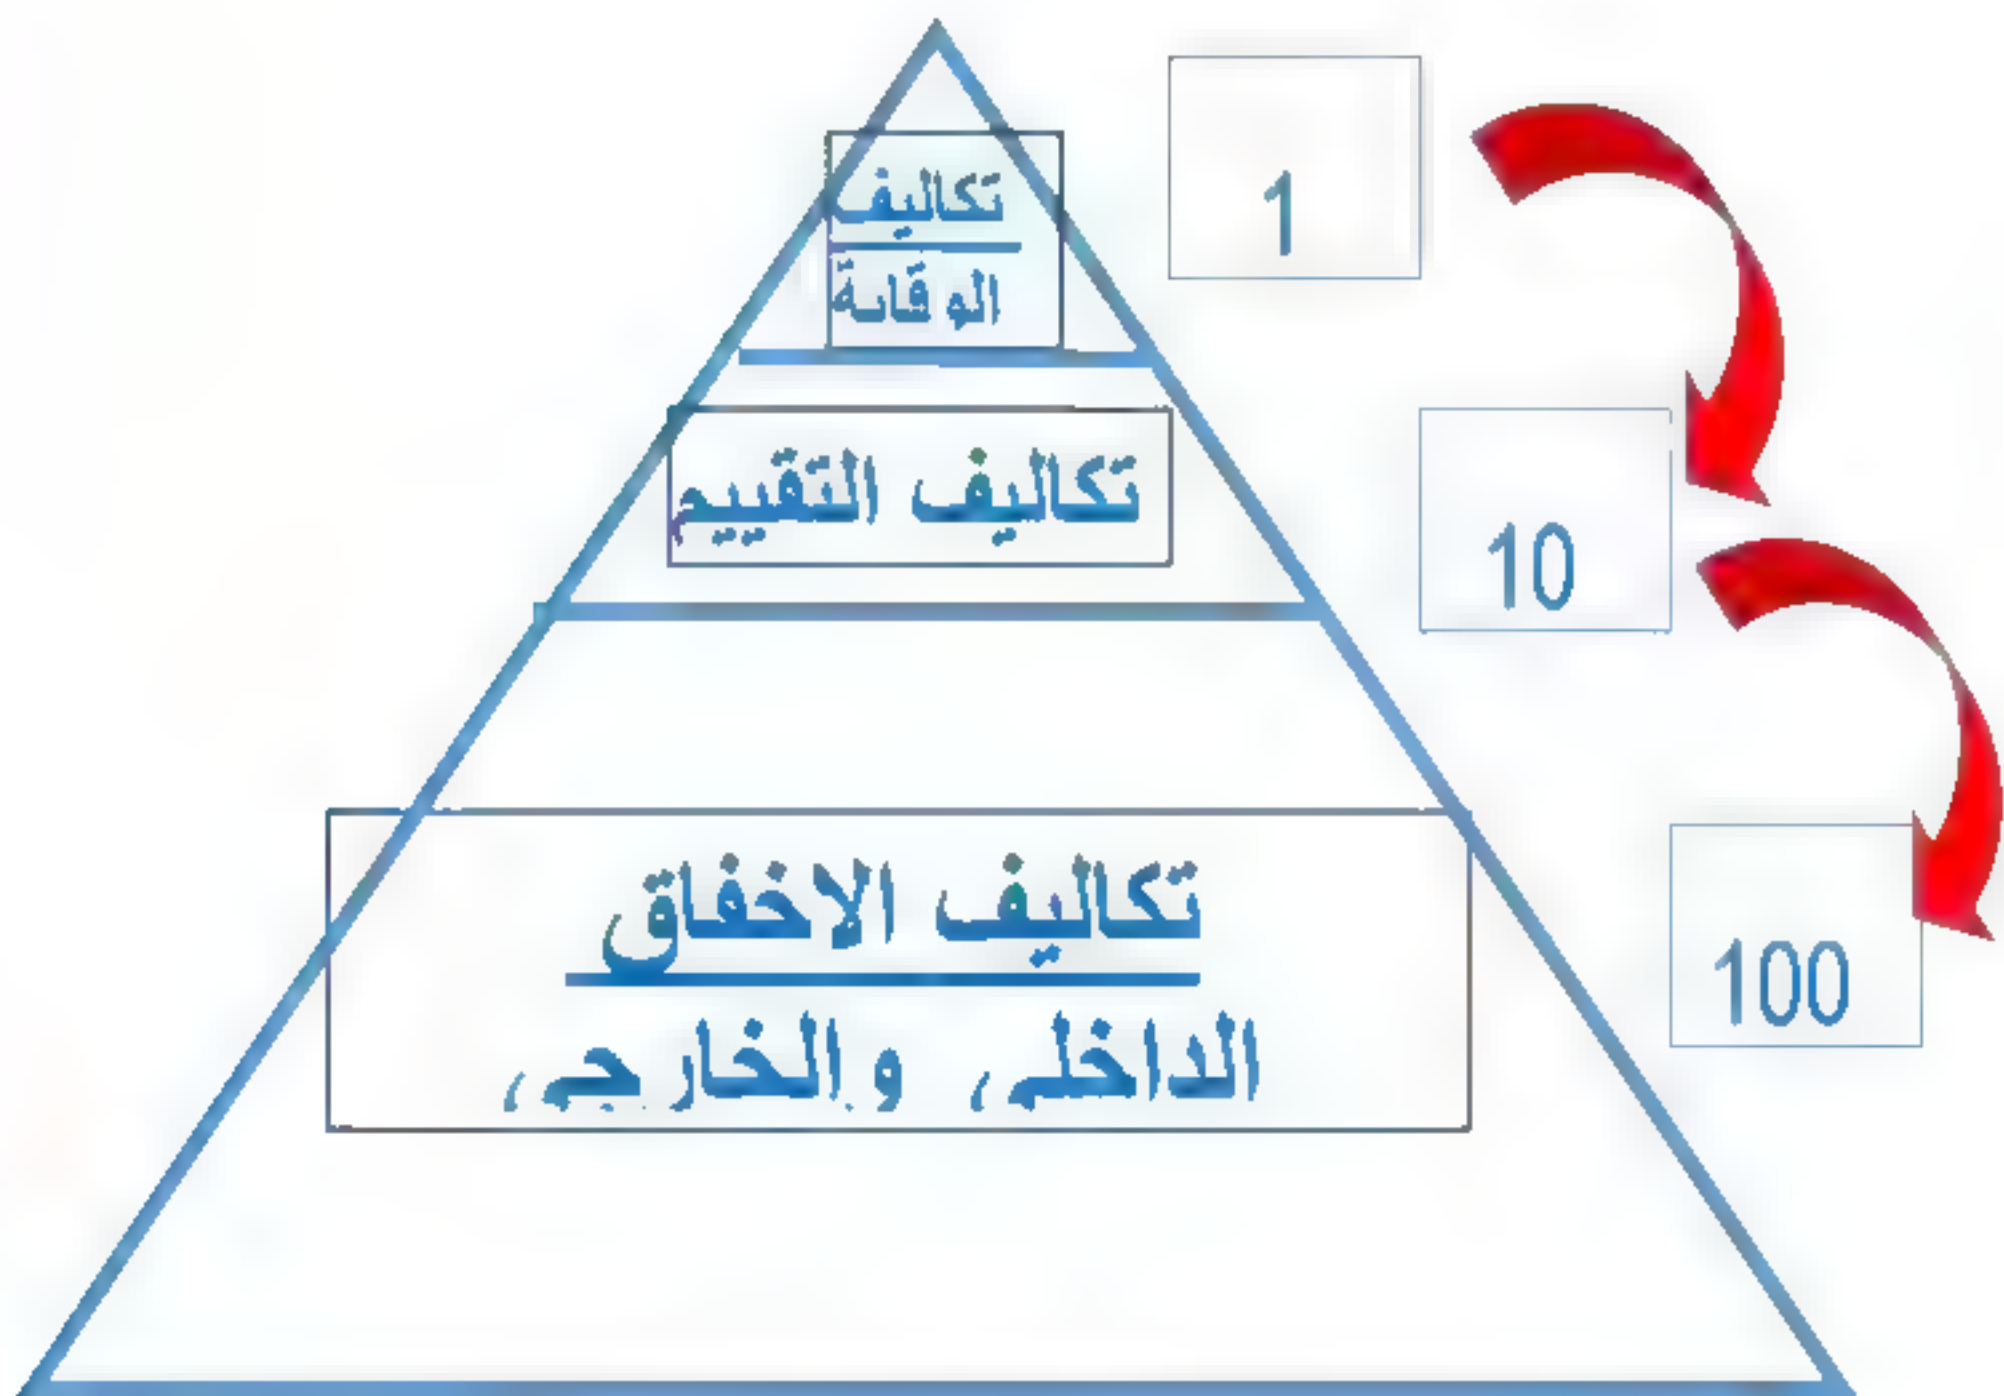 تكاليف
الوقاية
1
تكاليف التقييم
10
تكاليف الاخفاق
الداخلي والخارجي
100